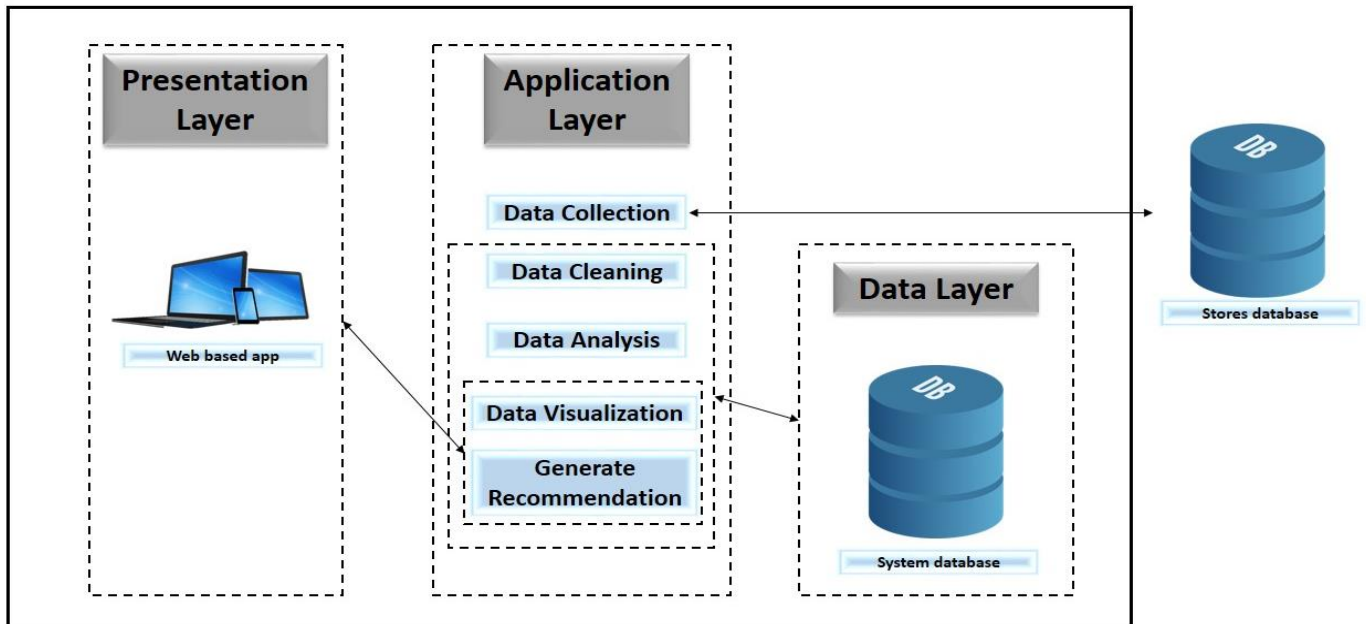 Presentation
Layer
Web based app
Application
Layer
Data Collection
Data Cleaning
Data Analysis
Data Visualization
Generate
Recommendation
Data Layer
DB
System database
DB
Stores database